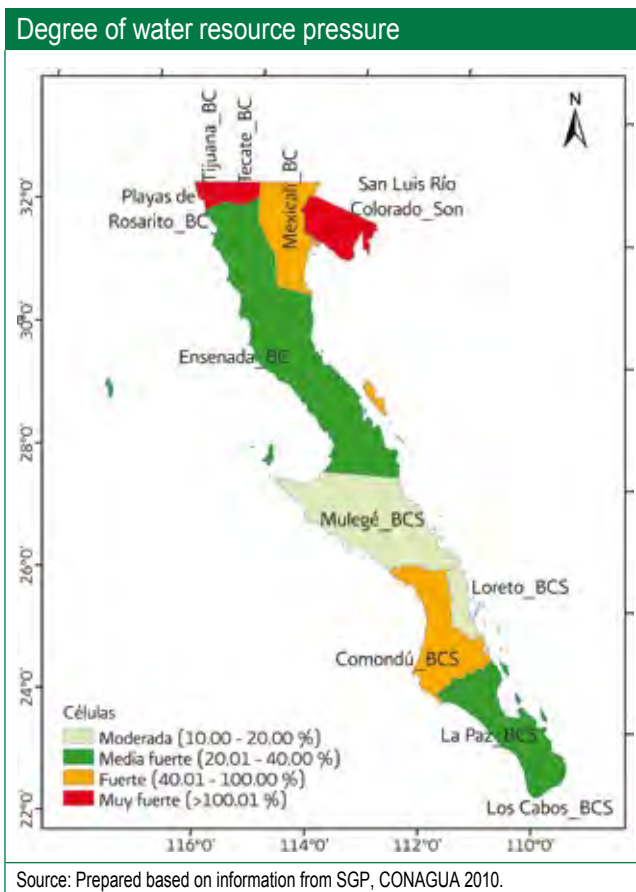 Degree of water resource pressure
N
Tijuana_BC
Tecate_BC
Mexicali_BC
San Luis Río
Colorado_Son
Playas de
Rosarito_BC
32°0'
30°0'
Ensenada_BC
28°0'
Mulegé_BCS
26°0'
Loreto_BCS
Comondú_BCS
24°0'
Células
Moderada (10.00 - 20.00 %)
Media fuerte (20.01 - 40.00 %)
Fuerte (40.01 - 100.00 %)
Muy fuerte (>100.01 %)
La Paz_BCS
Los Cabos_BCS
22°0'
116°0' 114°0' 112°0' 110°0'
Source: Prepared based on information from SGP, CONAGUA 2010.